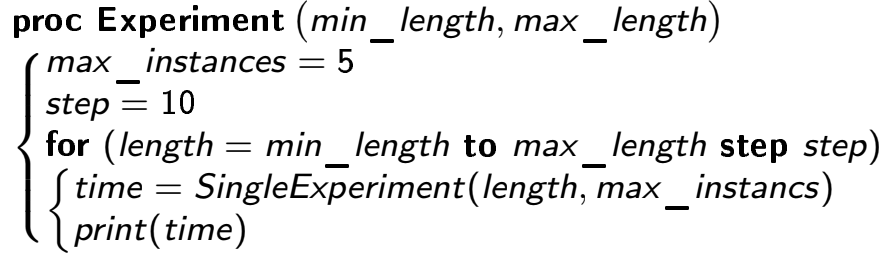 proc Experiment (min_length, max_length)
max_instances = 5
step = 10
for (length = min_length to max_length step step)
time = SingleExperiment(length, max_instancs)
print(time)